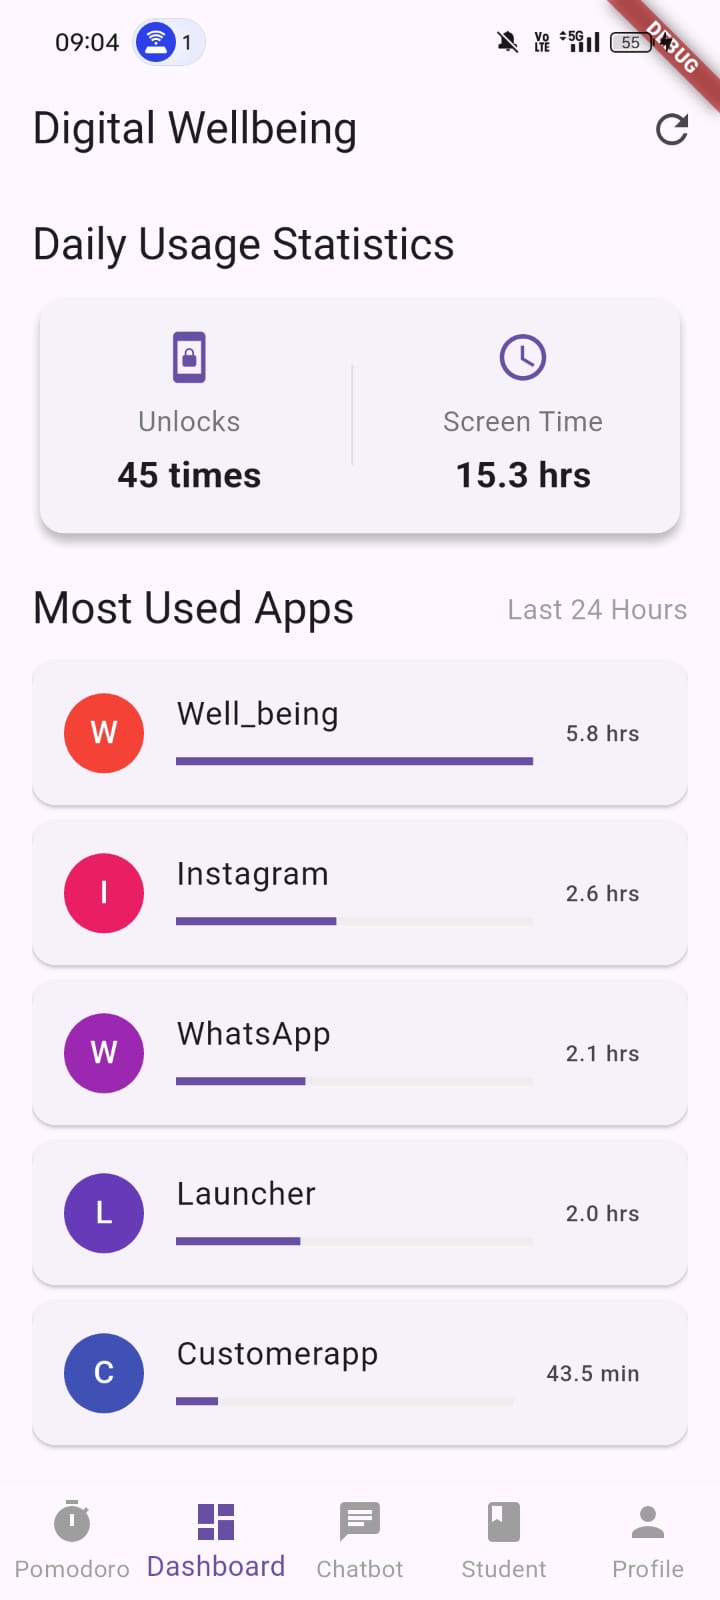 09:04
1
Vo LTE
5G
55
DEBUG
Digital Wellbeing
Daily Usage Statistics
Unlocks
Screen Time
45 times
15.3 hrs
Most Used Apps
Last 24 Hours
W
Well_being
5.8 hrs
I
Instagram
2.6 hrs
W
WhatsApp
2.1 hrs
L
Launcher
2.0 hrs
C
Customerapp
43.5 min
Pomodoro
Dashboard
Chatbot
Student
Profile